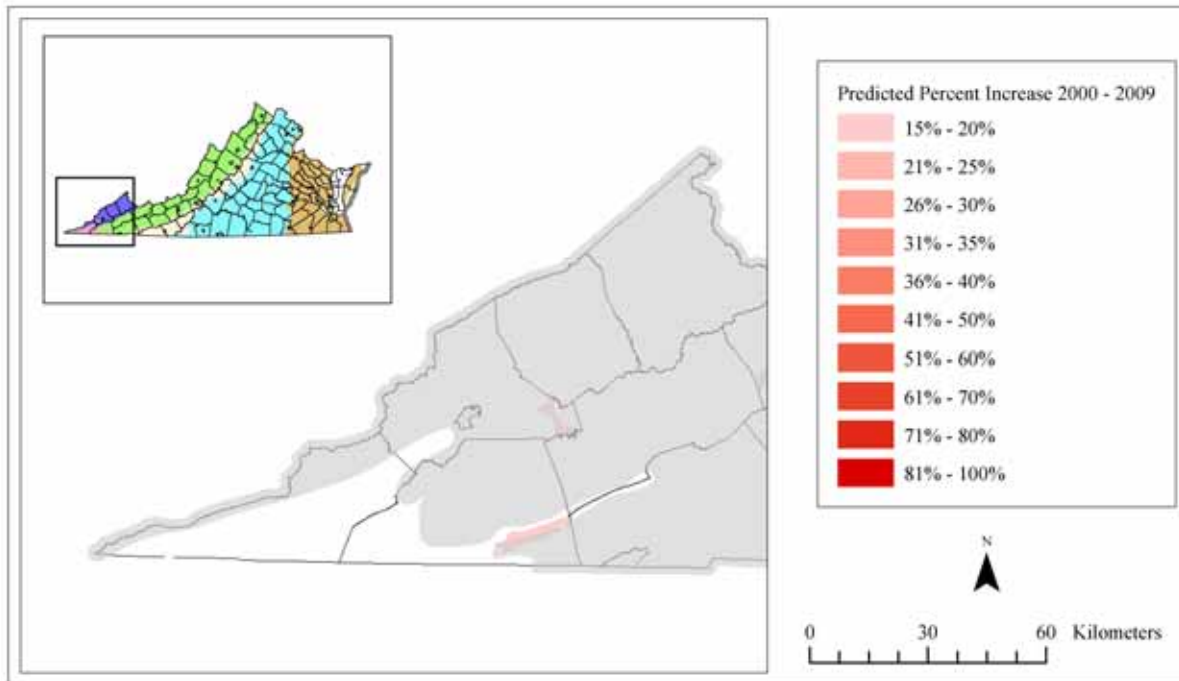 Predicted Percent Increase 2000 - 2009
15% - 20%
21% - 25%
26% - 30%
31% - 35%
36% - 40%
41% - 50%
51% - 60%
61% - 70%
71% - 80%
81% - 100%
N
0 30 60 Kilometers